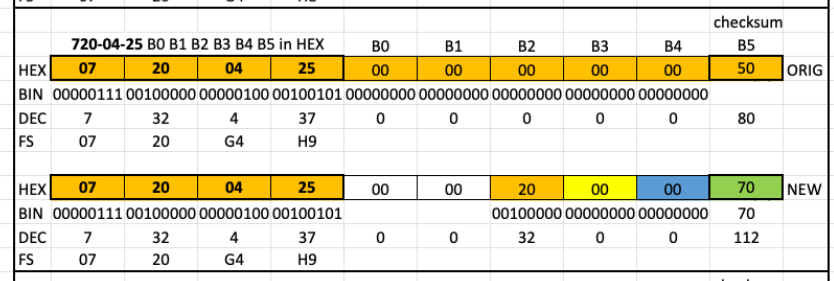 checksum
720-04-25 B0 B1 B2 B3 B4 B5 in HEX B0 B1 B2 B3 B4 B5
HEX 07 20 04 25 00 00 00 00 00 50 ORIG
BIN 00000111 00100000 00000100 00100101 00000000 00000000 00000000 00000000 00000000
DEC 7 32 4 37 0 0 0 0 0 80
FS 07 20 G4 H9
HEX 07 20 04 25 00 00 20 00 00 70 NEW
BIN 00000111 00100000 00000100 00100101 00100000 00000000 00000000 70
DEC 7 32 4 37 0 0 32 0 0 112
FS 07 20 G4 H9